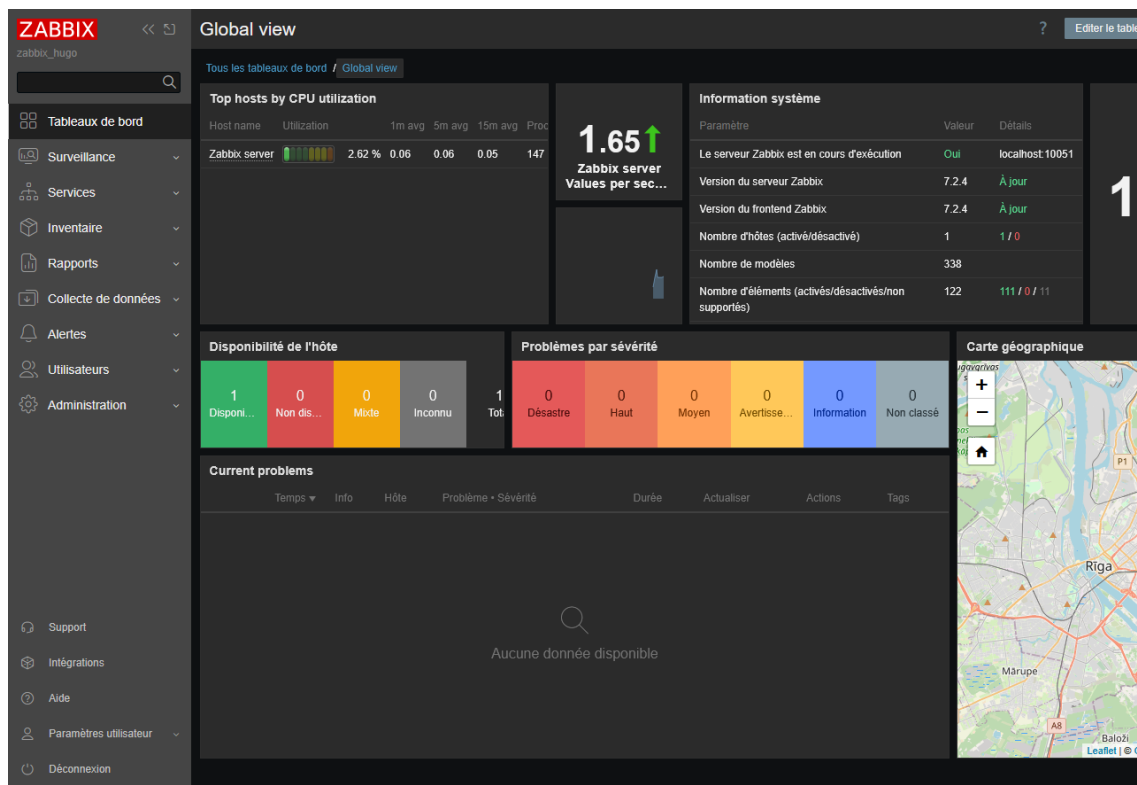 ZABBIX
zabbix_hugo
Tableaux de bord
Surveillance
Services
Inventaire
Rapports
Collecte de données
Alertes
Utilisateurs
Administration
Support
Intégrations
Aide
Paramètres utilisateur
Déconnexion
Global view
? Editer le table
Tous les tableaux de bord / Global view
Top hosts by CPU utilization
Host name Utilization 1m avg 5m avg 15m avg Proc
Zabbix server 2.62 % 0.06 0.06 0.05 147
1.65
Zabbix server
Values per sec...
Information système
Paramètre Valeur Détails
Le serveur Zabbix est en cours d'exécution Oui localhost:10051
Version du serveur Zabbix 7.2.4 À jour
Version du frontend Zabbix 7.2.4 À jour
Nombre d'hôtes (activé/désactivé) 1 1 / 0
Nombre de modèles 338
Nombre d'éléments (activés/désactivés/non
supportés) 122 111 / 0 / 11
1
Disponibilité de l'hôte
1 0 0 0 1
Disponi... Non dis... Mixte Inconnu Tot
Problèmes par sévérité
0 0 0 0 0 0
Désastre Haut Moyen Avertisse... Information Non classé
Carte géographique
+
−
P1
Rīga
Mārupe
A8
Baloži
Leaflet | ©
Current problems
Temps ▼ Info Hôte Problème • Sévérité Durée Actualiser Actions Tags
Aucune donnée disponible